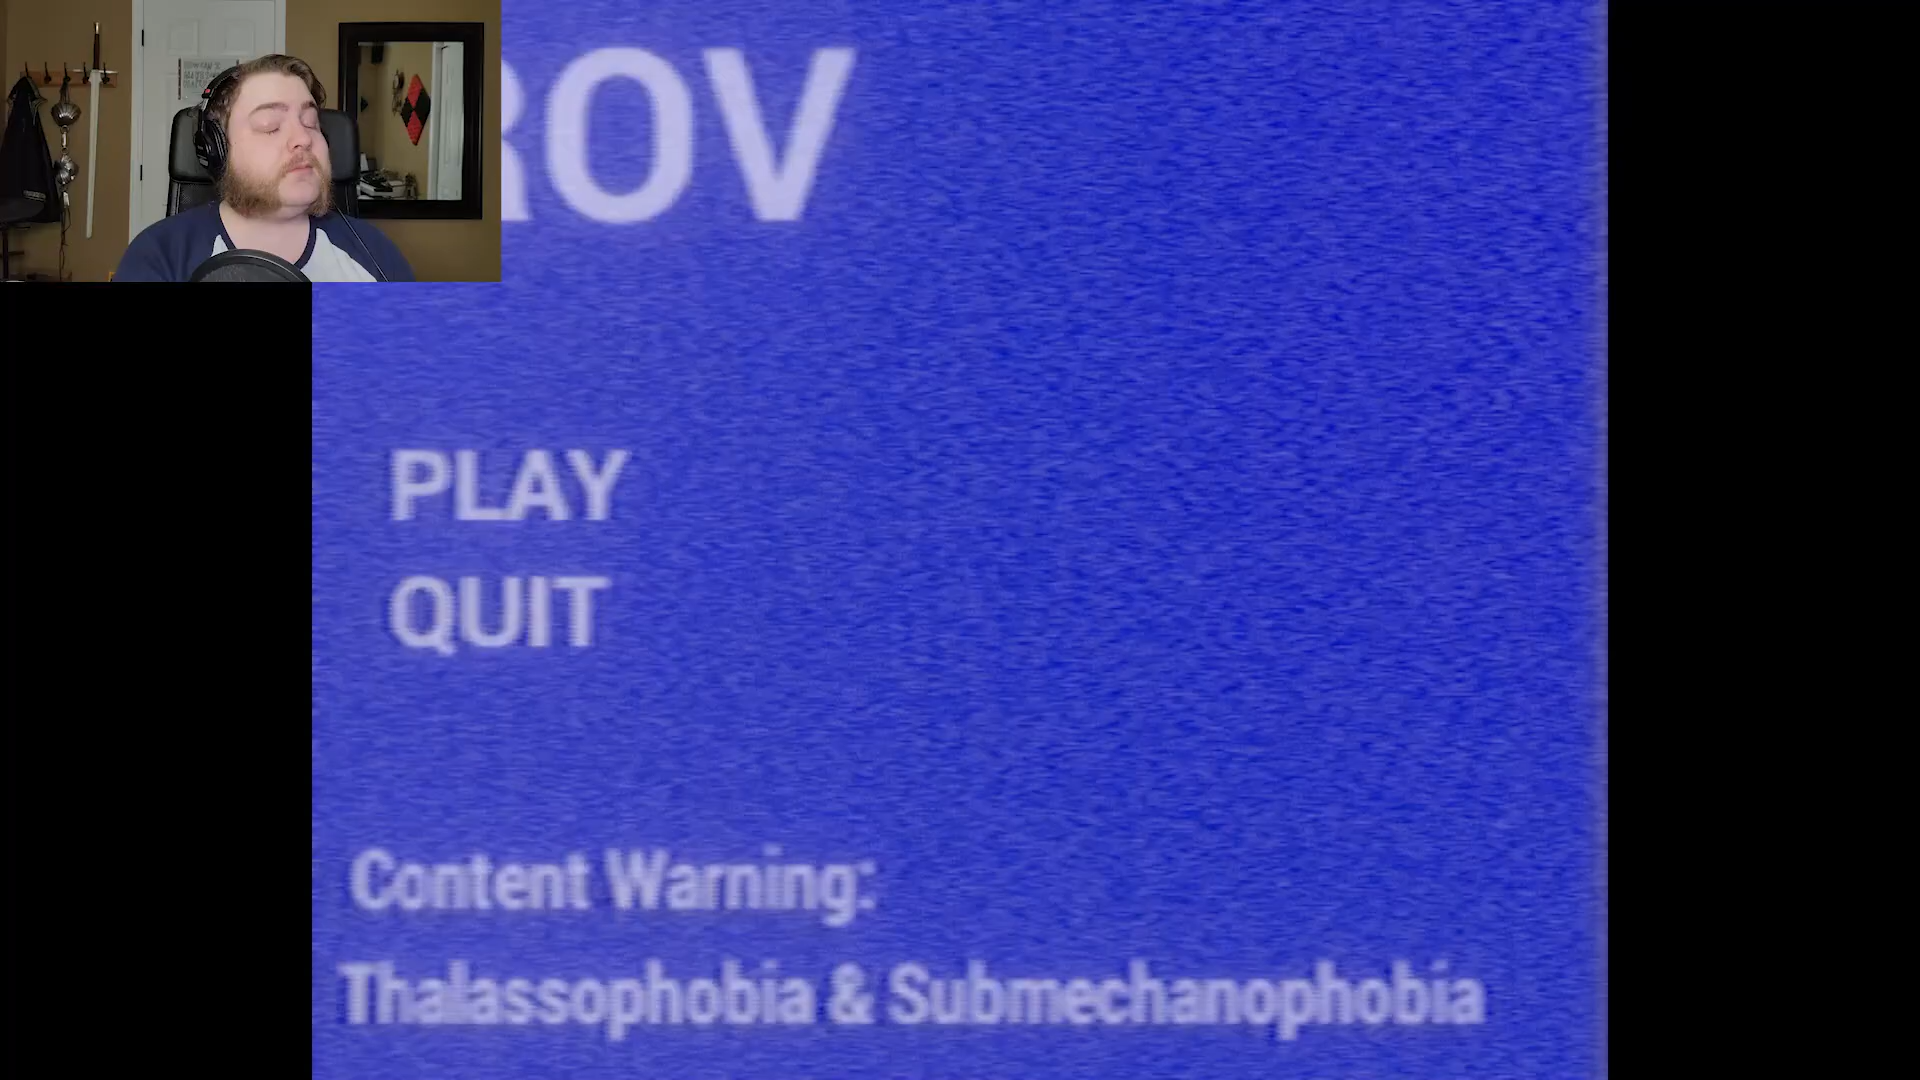 ROV
PLAY
QUIT
Content Warning:
Thalassophobia & Submechanophobia